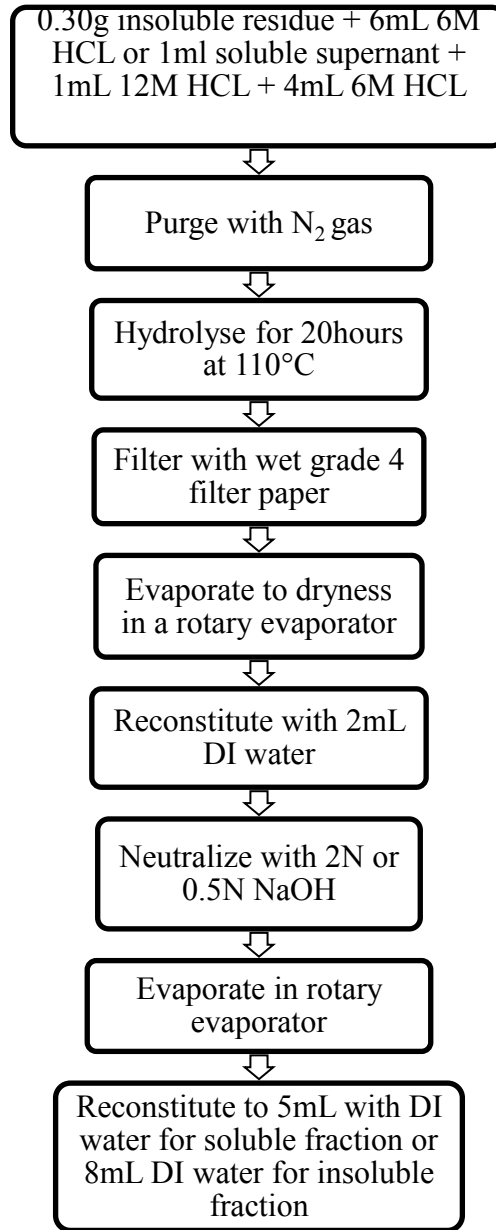 0.30g insoluble residue + 6mL 6M
HCL or 1ml soluble supernant +
1mL 12M HCL + 4mL 6M HCL
Purge with N₂ gas
Hydrolyse for 20hours
at 110°C
Filter with wet grade 4
filter paper
Evaporate to dryness
in a rotary evaporator
Reconstitute with 2mL
DI water
Neutralize with 2N or
0.5N NaOH
Evaporate in rotary
evaporator
Reconstitute to 5mL with DI
water for soluble fraction or
8mL DI water for insoluble
fraction